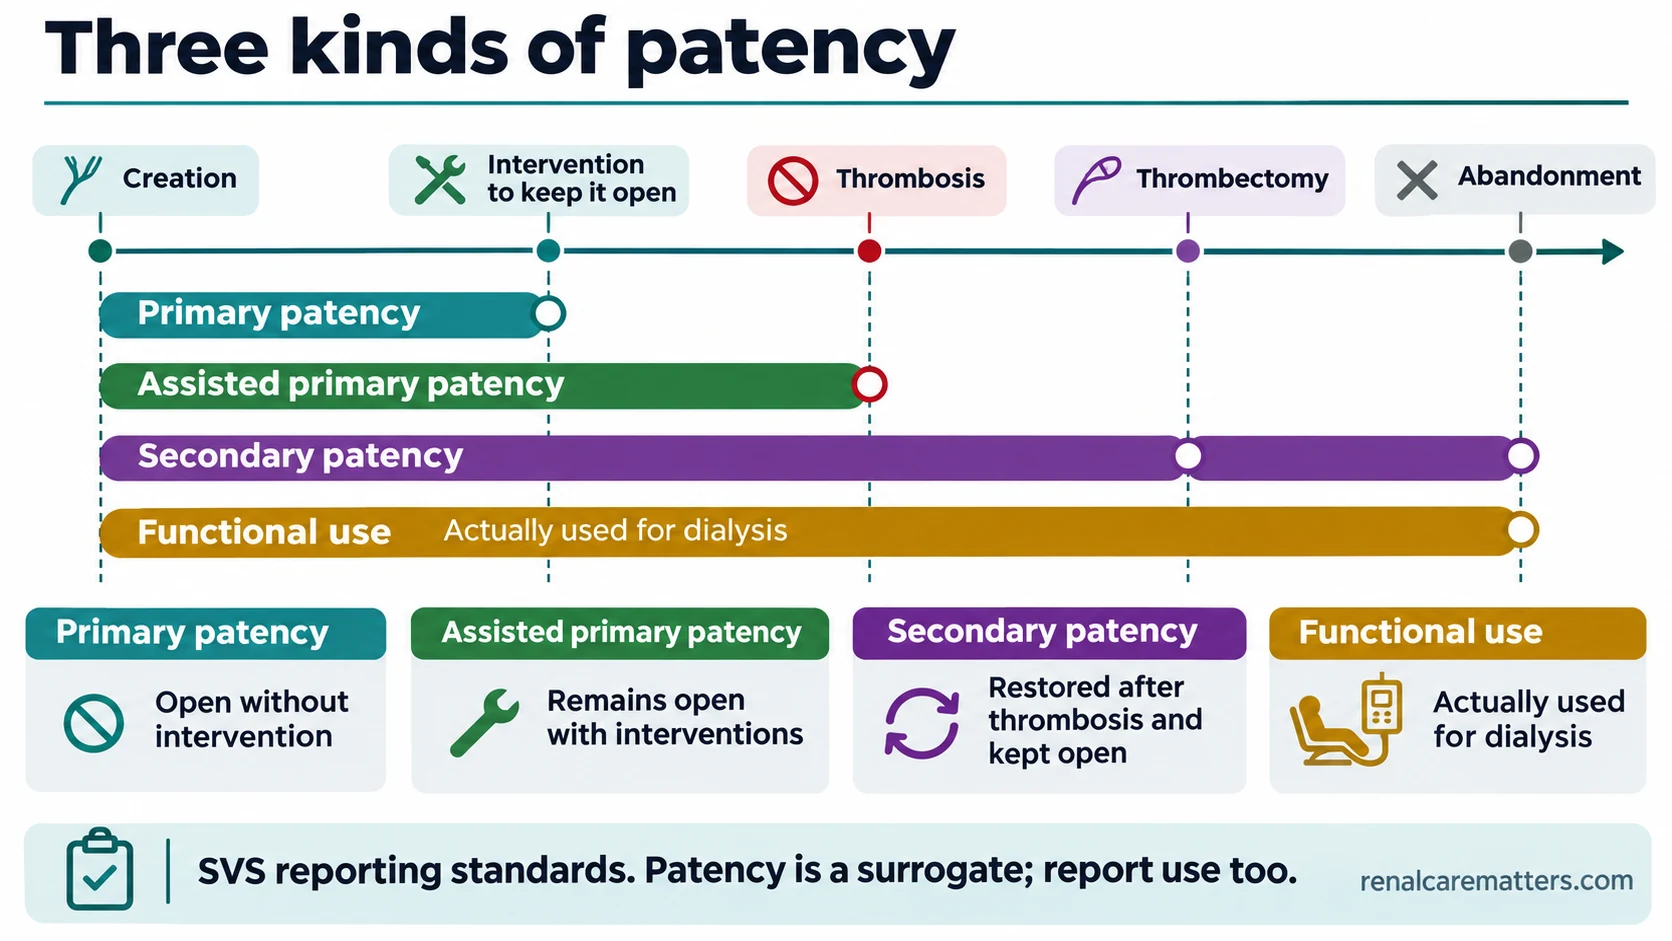 Three kinds of patency
Creation
Intervention
to keep it open
Thrombosis
Thrombectomy
Abandonment
Primary patency
Assisted primary patency
Secondary patency
Functional use Actually used for dialysis
Primary patency
Open without
intervention
Assisted primary patency
Remains open
with interventions
Secondary patency
Restored after
thrombosis and
kept open
Functional use
Actually used
for dialysis
SVS reporting standards. Patency is a surrogate; report use too.
renalcarematters.com